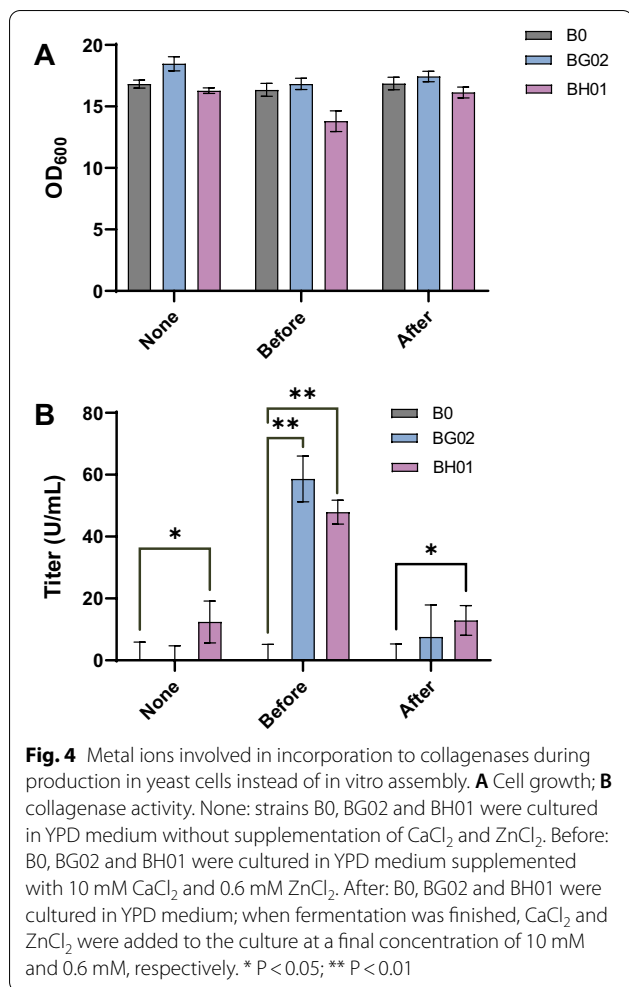 A
20
15
10
5
0
OD₆₀₀
None
Before
After
B0
BG02
BH01
B
80
60
40
20
0
Titer (U/mL)
*
**
**
*
None
Before
After
B0
BG02
BH01
Fig. 4 Metal ions involved in incorporation to collagenases during
production in yeast cells instead of in vitro assembly. A Cell growth; B
collagenase activity. None: strains B0, BG02 and BH01 were cultured
in YPD medium without supplementation of CaCl₂ and ZnCl₂. Before:
B0, BG02 and BH01 were cultured in YPD medium supplemented
with 10 mM CaCl₂ and 0.6 mM ZnCl₂. After: B0, BG02 and BH01 were
cultured in YPD medium; when fermentation was finished, CaCl₂ and
ZnCl₂ were added to the culture at a final concentration of 10 mM
and 0.6 mM, respectively. * P < 0.05; ** P < 0.01